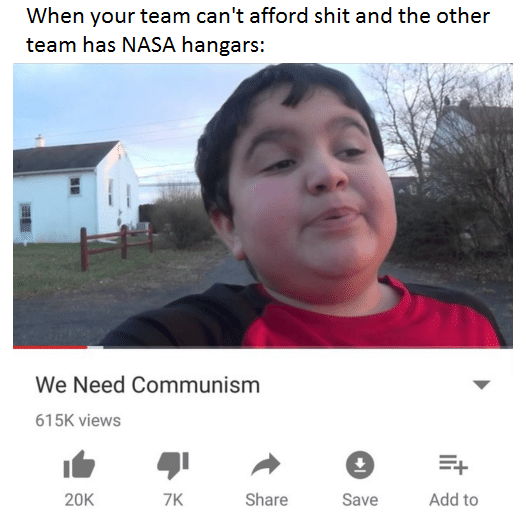 When your team can't afford shit and the other
team has NASA hangars:
We Need Communism
615K views
20K 7K Share Save Add to